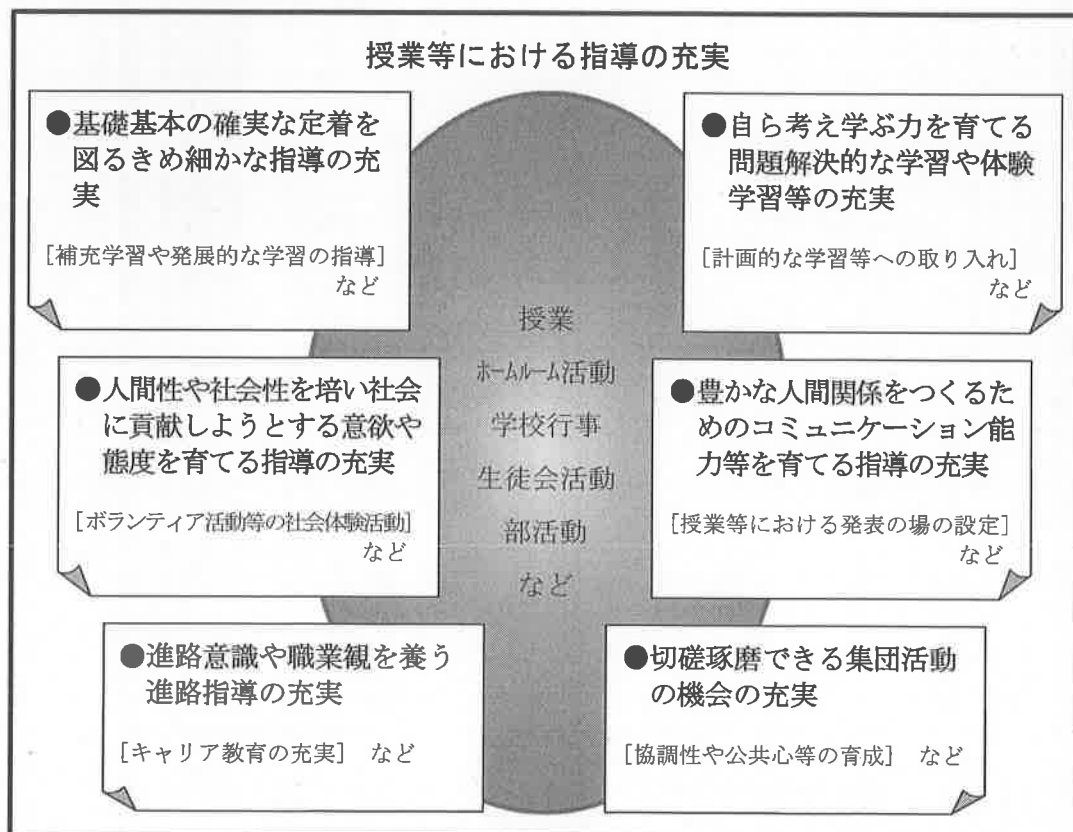 授業等における指導の充実
●基礎基本の確実な定着を
図るきめ細かな指導の充
実
[補充学習や発展的な学習の指導]
など
●自ら考え学ぶ力を育てる
問題解決的な学習や体験
学習等の充実
[計画的な学習等への取り入れ]
など
授業
ホームルーム活動
学校行事
生徒会活動
部活動
など
●人間性や社会性を培い社会
に貢献しようとする意欲や
態度を育てる指導の充実
[ボランティア活動等の社会体験活動]
など
●豊かな人間関係をつくるた
めのコミュニケーション能
力等を育てる指導の充実
[授業等における発表の場の設定]
など
●進路意識や職業観を養う
進路指導の充実
[キャリア教育の充実] など
●切磋琢磨できる集団活動
の機会の充実
[協調性や公共心等の育成] など